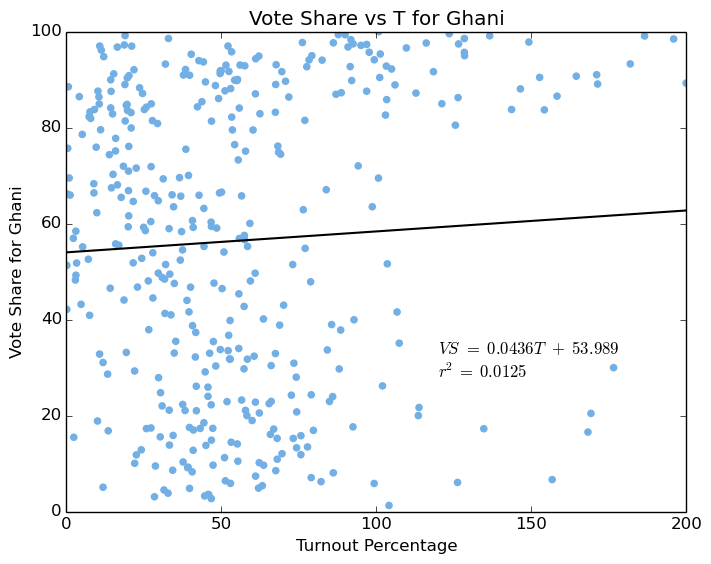 Vote Share vs T for Ghani
100
80
60
40
20
0
Vote Share for Ghani
VS = 0.0436T + 53.989
r² = 0.0125
0 50 100 150 200
Turnout Percentage